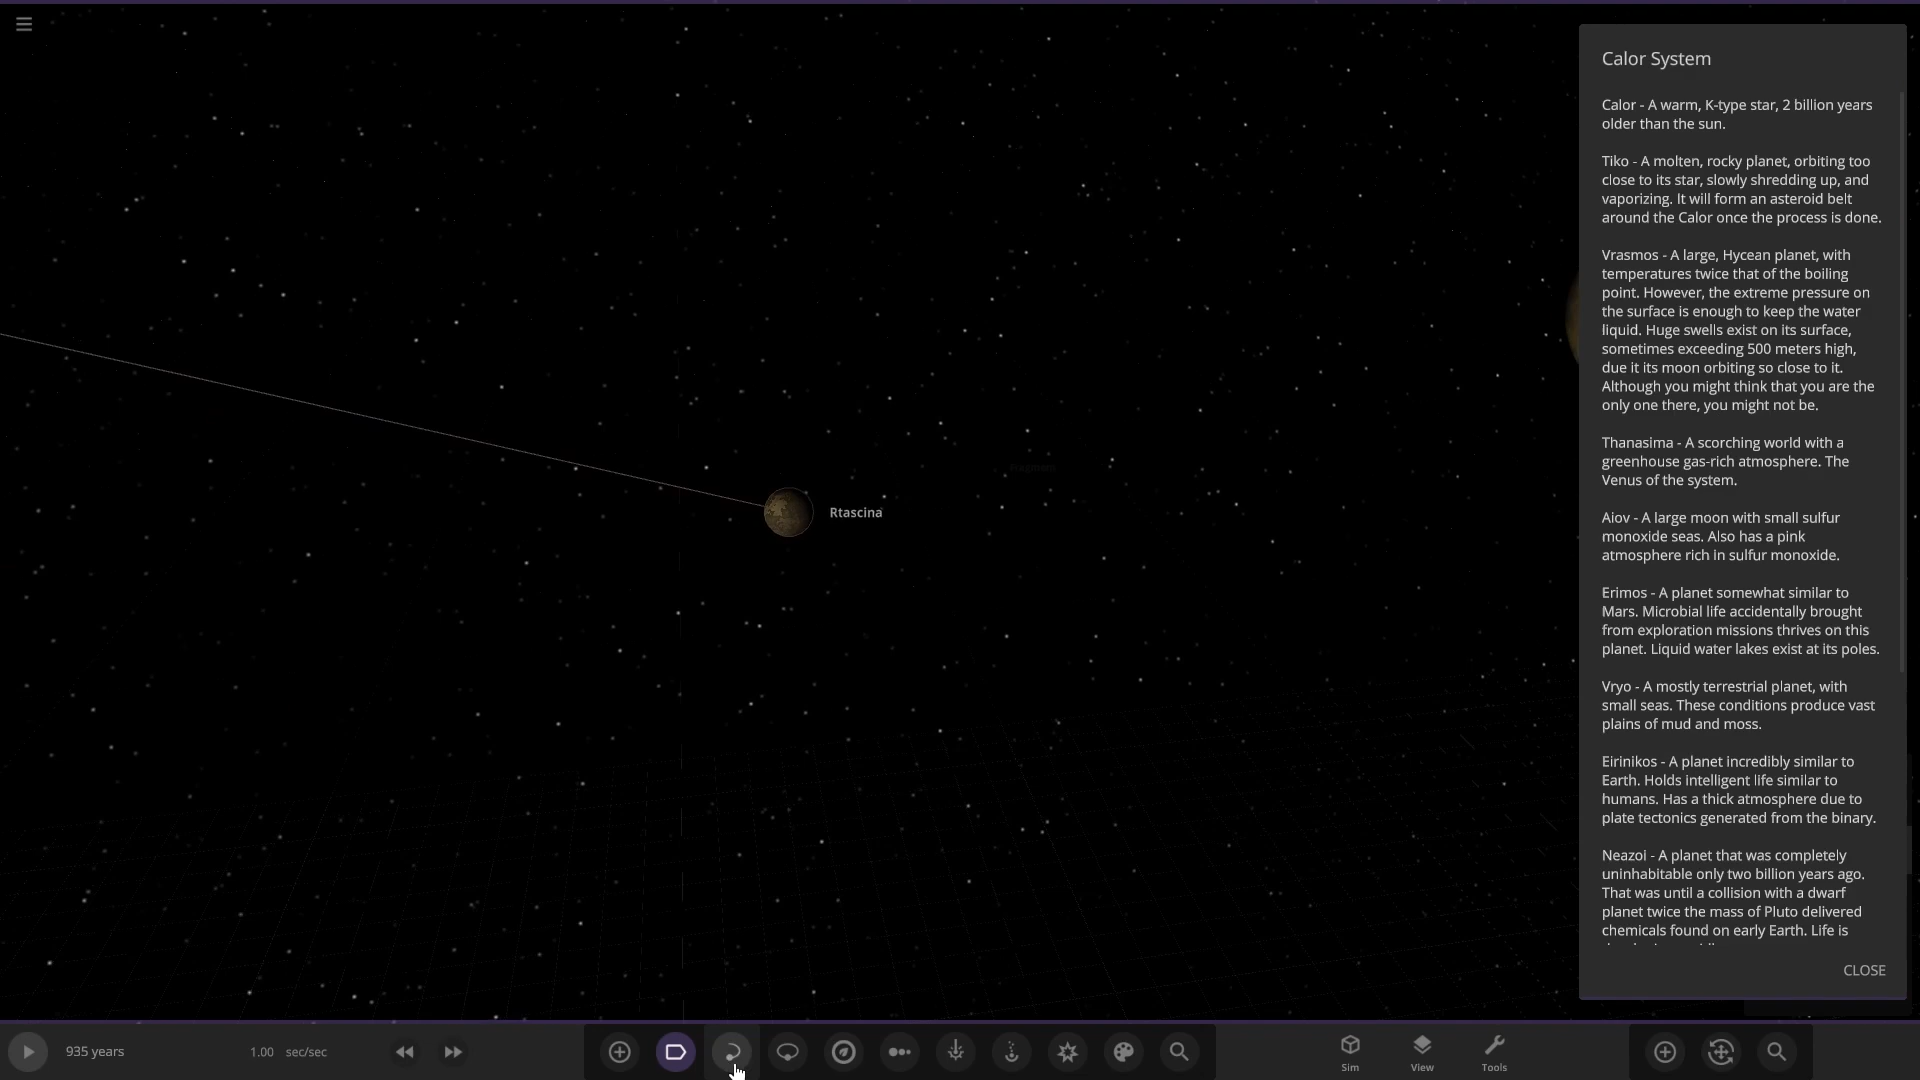 Calor System
Calor - A warm, K-type star, 2 billion years
older than the sun.
Tiko - A molten, rocky planet, orbiting too
close to its star, slowly shredding up, and
vaporizing. It will form an asteroid belt
around the Calor once the process is done.
Vrasmos - A large, Hycean planet, with
temperatures twice that of the boiling
point. However, the extreme pressure on
the surface is enough to keep the water
liquid. Huge swells exist on its surface,
sometimes exceeding 500 meters high,
due it its moon orbiting so close to it.
Although you might think that you are the
only one there, you might not be.
Thanasima - A scorching world with a
greenhouse gas-rich atmosphere. The
Venus of the system.
Aiov - A large moon with small sulfur
monoxide seas. Also has a pink
atmosphere rich in sulfur monoxide.
Erimos - A planet somewhat similar to
Mars. Microbial life accidentally brought
from exploration missions thrives on this
planet. Liquid water lakes exist at its poles.
Vryo - A mostly terrestrial planet, with
small seas. These conditions produce vast
plains of mud and moss.
Eirinikos - A planet incredibly similar to
Earth. Holds intelligent life similar to
humans. Has a thick atmosphere due to
plate tectonics generated from the binary.
Neazoi - A planet that was completely
uninhabitable only two billion years ago.
That was until a collision with a dwarf
planet twice the mass of Pluto delivered
chemicals found on early Earth. Life is
CLOSE
Rtascina
935 years
1.00 sec/sec
Sim
View
Tools